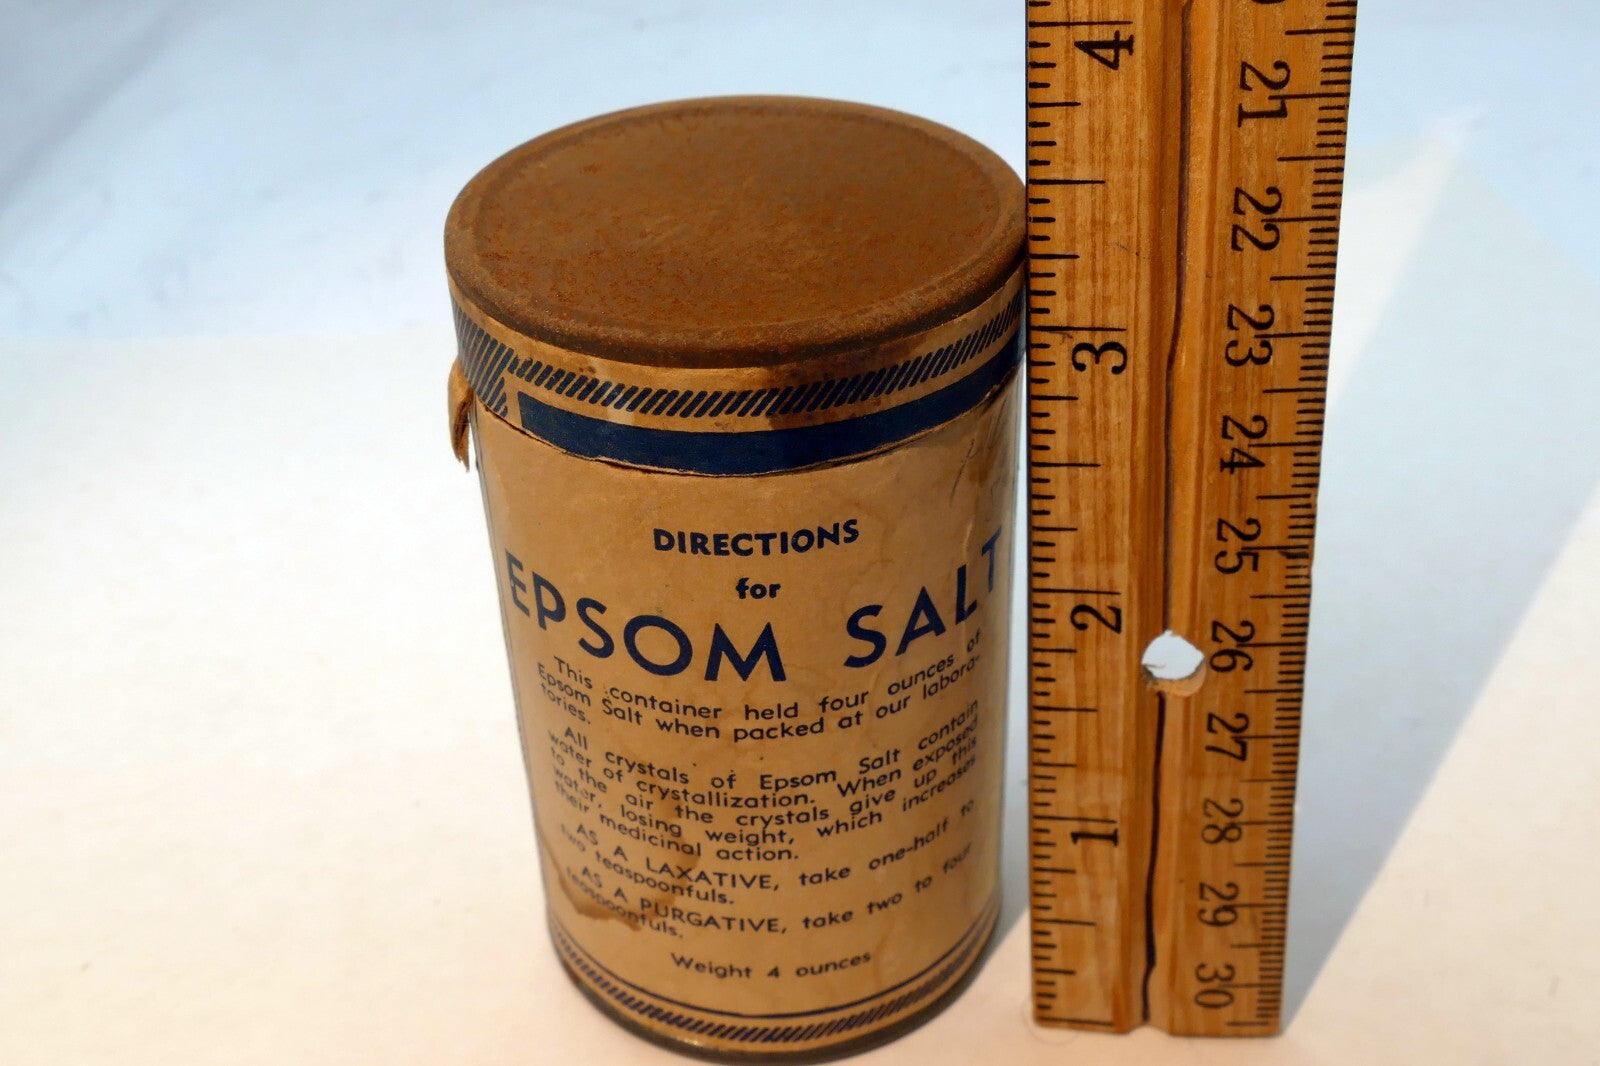 DIRECTIONS
for
EPSOM SALT
This container held four ounces of
Epsom Salt when packed at our labora-
tories.
All crystals of Epsom Salt contain
water of crystallization. When exposed
to the air the crystals give up this
water, losing weight, which increases
their medicinal action.
AS A LAXATIVE, take one-half to
two teaspoonfuls.
AS A PURGATIVE, take two to four
teaspoonfuls.
Weight 4 ounces
4
3
2
1
21
22
23
24
25
26
27
28
29
30